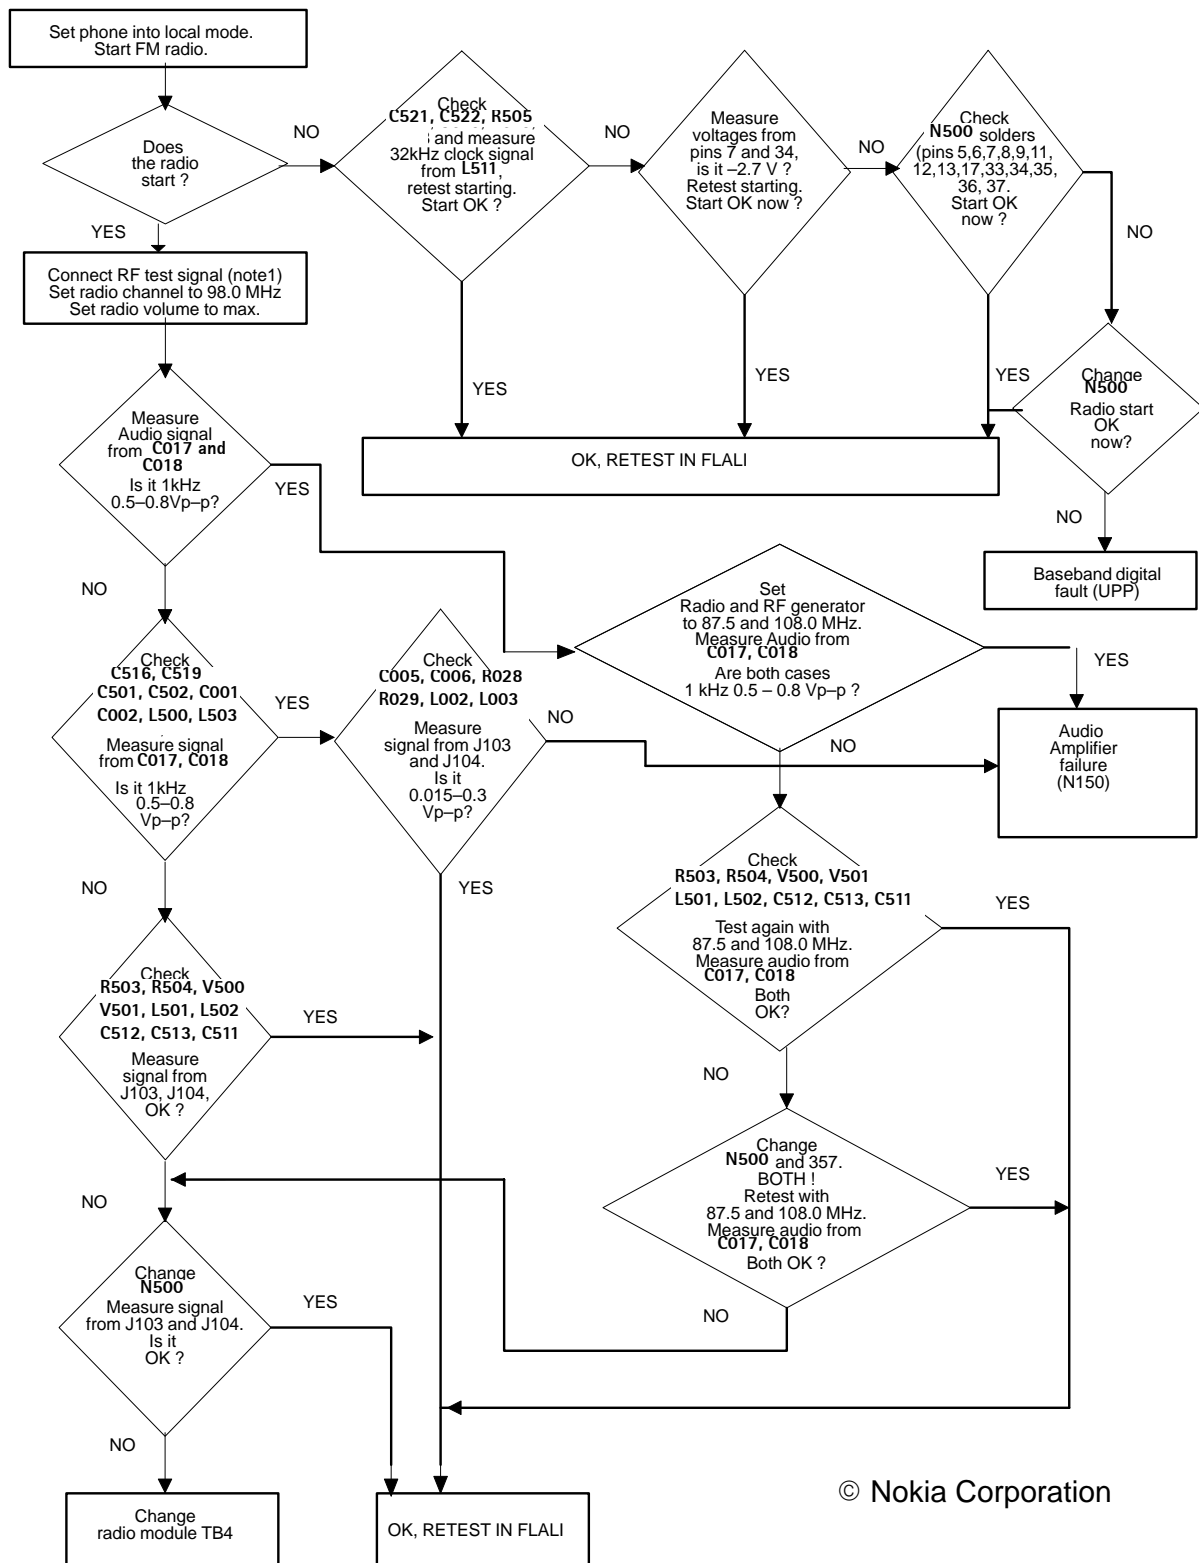 Set phone into local mode.
Start FM radio.
Does
the radio
start ?
NO
YES
Check
C521, C522, R505
and measure
32kHz clock signal
from L511,
retest starting.
Start OK ?
NO
YES
Measure
voltages from
pins 7 and 34,
is it –2.7 V ?
Retest starting.
Start OK now ?
NO
YES
Check
N500 solders
(pins 5,6,7,8,9,11,
12,13,17,33,34,35,
36, 37.
Start OK
now ?
NO
YES
Change
N500
Radio start
OK
now?
NO
Baseband digital
fault (UPP)
OK, RETEST IN FLALI
Connect RF test signal (note1)
Set radio channel to 98.0 MHz
Set radio volume to max.
Measure
Audio signal
from C017 and
C018
Is it 1kHz
0.5–0.8Vp–p?
YES
NO
Set
Radio and RF generator
to 87.5 and 108.0 MHz.
Measure Audio from
C017, C018
Are both cases
1 kHz 0.5 – 0.8 Vp–p ?
YES
NO
Audio
Amplifier
failure
(N150)
Check
C516, C519
C501, C502, C001
C002, L500, L503
Measure signal
from C017, C018
Is it 1kHz
0.5–0.8
Vp–p?
YES
NO
Check
C005, C006, R028
R029, L002, L003
Measure
signal from J103
and J104.
Is it
0.015–0.3
Vp–p?
NO
YES
Check
R503, R504, V500, V501
L501, L502, C512, C513, C511
Test again with
87.5 and 108.0 MHz.
Measure audio from
C017, C018
Both
OK?
YES
NO
Check
R503, R504, V500
V501, L501, L502
C512, C513, C511
Measure
signal from
J103, J104,
OK ?
YES
NO
Change
N500 and 357.
BOTH !
Retest with
87.5 and 108.0 MHz.
Measure audio from
C017, C018
Both OK ?
YES
NO
Change
N500
Measure signal
from J103 and J104.
Is it
OK ?
YES
NO
Change
radio module TB4
OK, RETEST IN FLALI
© Nokia Corporation